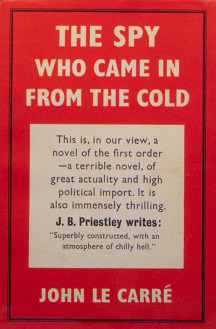 THE SPY
WHO CAME IN
FROM THE COLD
This is, in our view, a
novel of the first order
—a terrible novel, of
great actuality and high
political import. It is
also immensely thrilling.
J. B. Priestley writes:
"Superbly constructed, with an
atmosphere of chilly hell."
JOHN LE CARRÉ